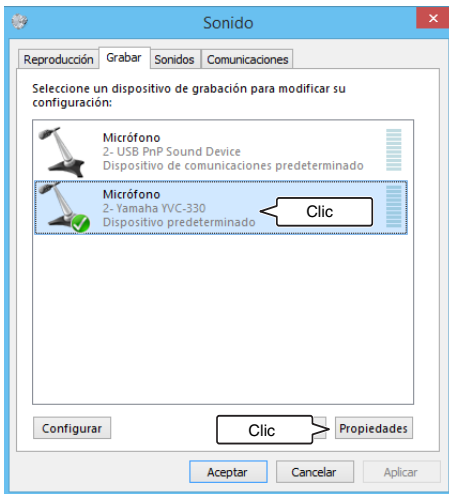 Sonido
Reproducción Grabar Sonidos Comunicaciones
Seleccione un dispositivo de grabación para modificar su
configuración:
Micrófono
2- USB PnP Sound Device
Dispositivo de comunicaciones predeterminado
Micrófono
2- Yamaha YVC-330
Dispositivo predeterminado
Clic
Configurar Clic Propiedades
Aceptar Cancelar Aplicar